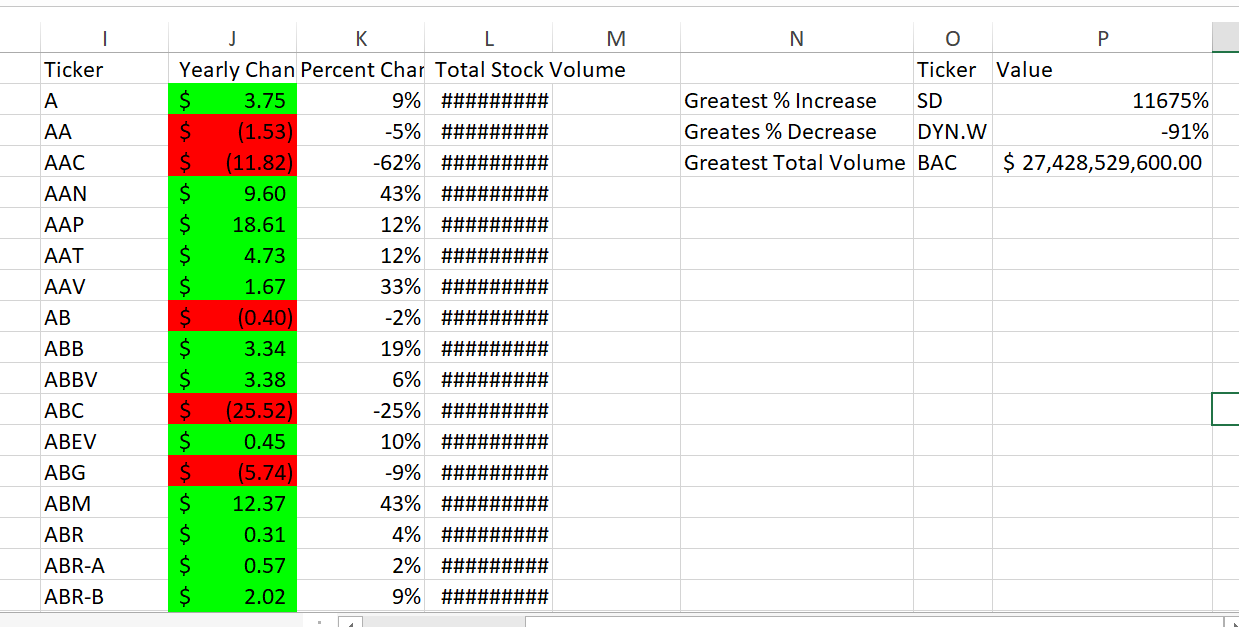 I J K L M N O P
Ticker Yearly Chan Percent Char Total Stock Volume Ticker Value
A $ 3.75 9% ######### Greatest % Increase SD 11675%
AA $ (1.53) -5% ######### Greates % Decrease DYN.W -91%
AAC $ (11.82) -62% ######### Greatest Total Volume BAC $ 27,428,529,600.00
AAN $ 9.60 43% #########
AAP $ 18.61 12% #########
AAT $ 4.73 12% #########
AAV $ 1.67 33% #########
AB $ (0.40) -2% #########
ABB $ 3.34 19% #########
ABBV $ 3.38 6% #########
ABC $ (25.52) -25% #########
ABEV $ 0.45 10% #########
ABG $ (5.74) -9% #########
ABM $ 12.37 43% #########
ABR $ 0.31 4% #########
ABR-A $ 0.57 2% #########
ABR-B $ 2.02 9% #########